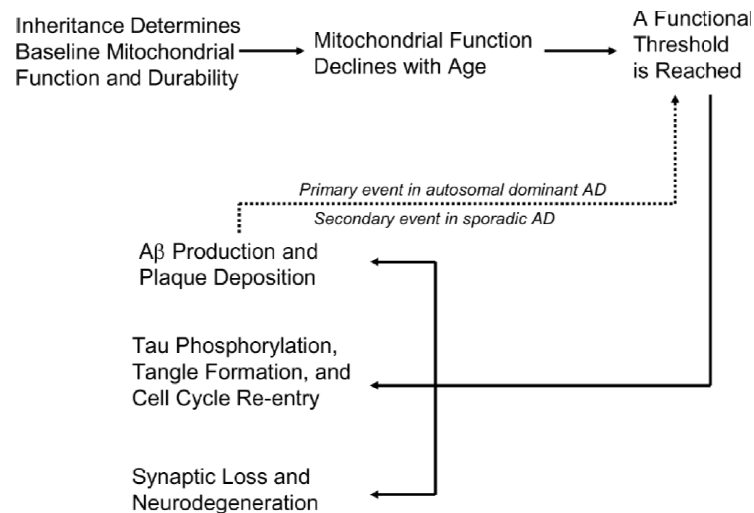 Inheritance Determines
Baseline Mitochondrial
Function and Durability
Mitochondrial Function
Declines with Age
A Functional
Threshold
is Reached
Primary event in autosomal dominant AD
Secondary event in sporadic AD
Aβ Production and
Plaque Deposition
Tau Phosphorylation,
Tangle Formation, and
Cell Cycle Re-entry
Synaptic Loss and
Neurodegeneration